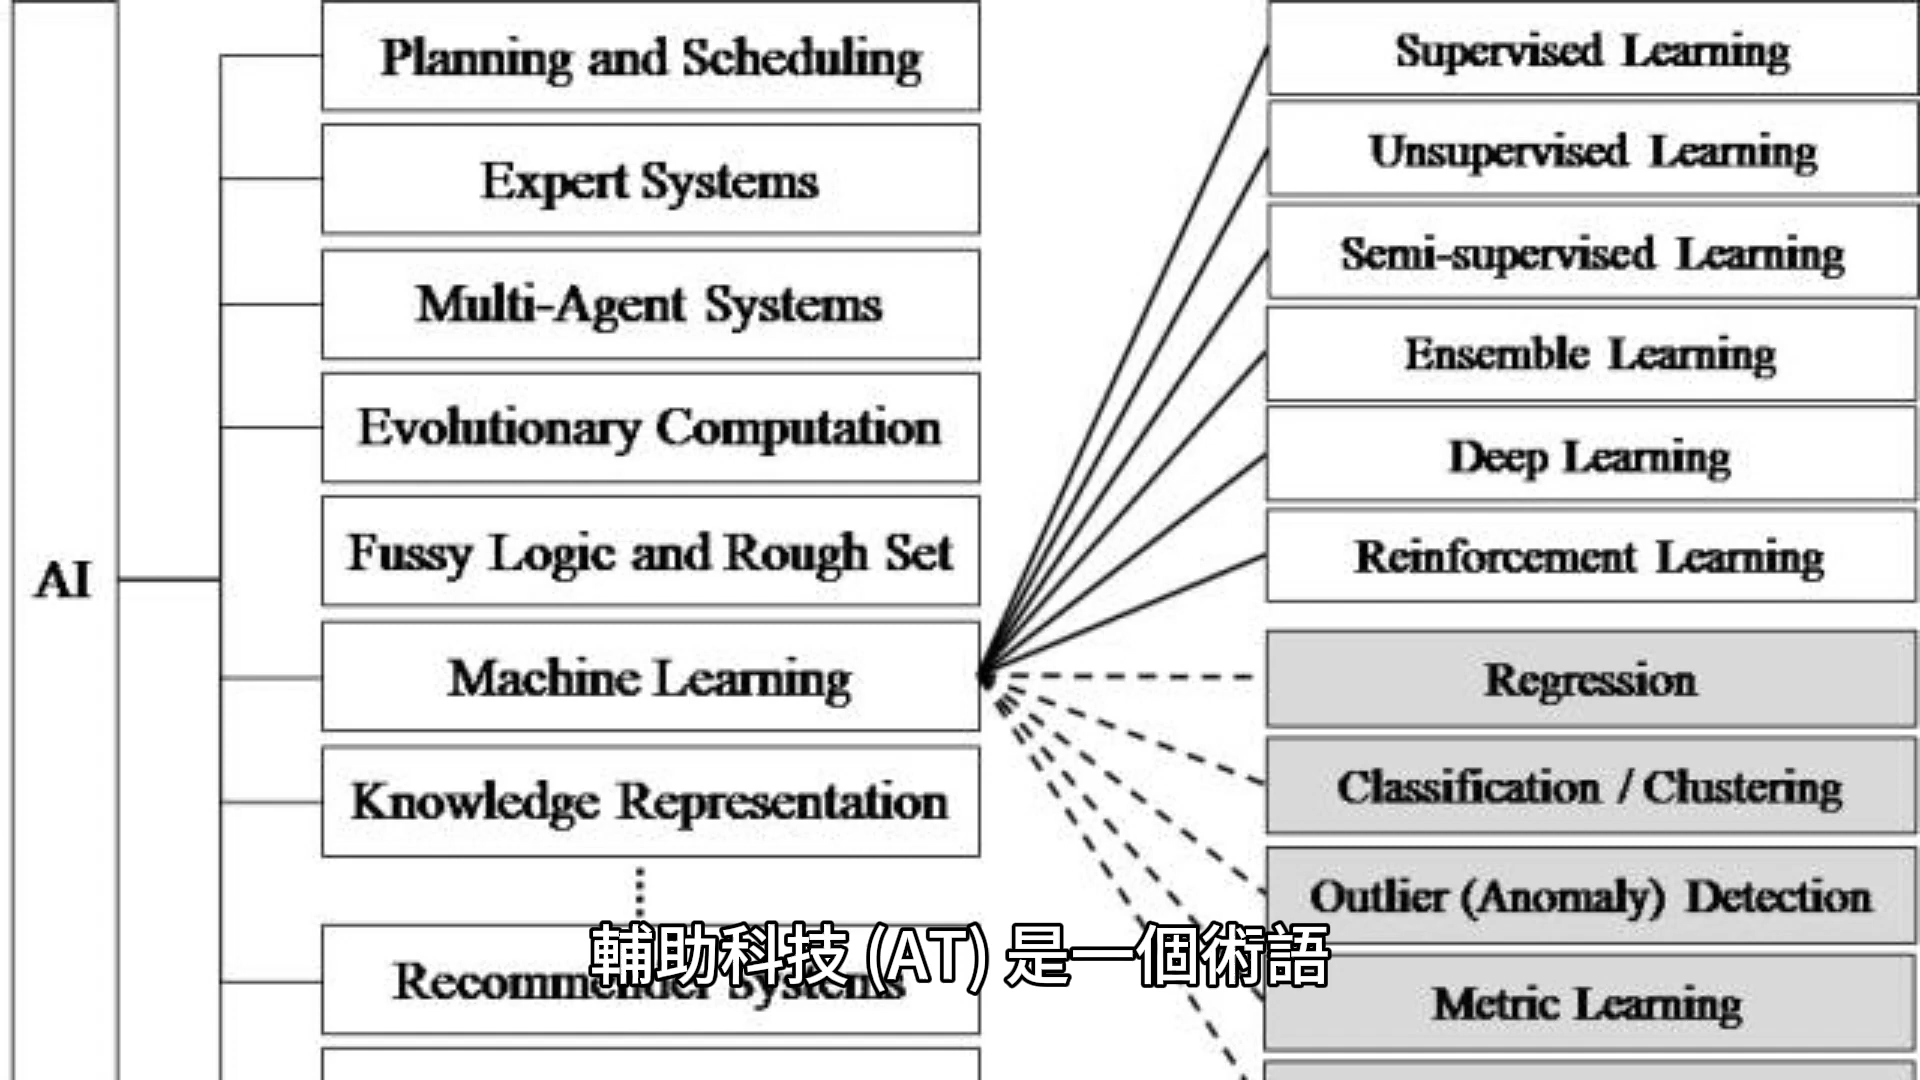 AI
Planning and Scheduling
Expert Systems
Multi-Agent Systems
Evolutionary Computation
Fussy Logic and Rough Set
Machine Learning
Knowledge Representation
Recommender Systems
Supervised Learning
Unsupervised Learning
Semi-supervised Learning
Ensemble Learning
Deep Learning
Reinforcement Learning
Regression
Classification / Clustering
Outlier (Anomaly) Detection
Metric Learning
輔助科技 (AT) 是一個術語